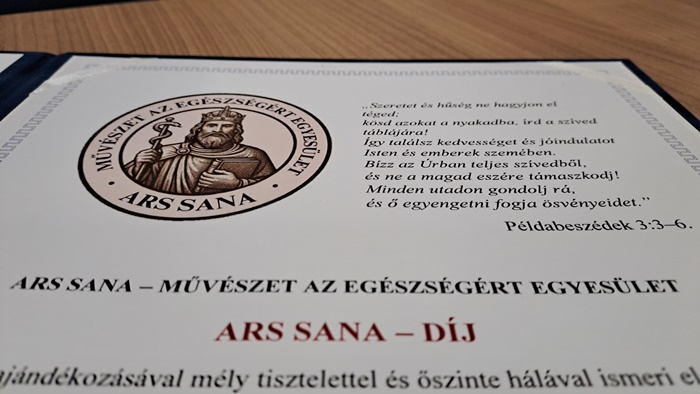 MŰVÉSZET AZ EGÉSZSÉGÉRT EGYESÜLET
• ARS SANA •
„Szeretet és hűség ne hagyjon el
téged;
kösd azokat a nyakadba, írd a szíved
táblájára!
Így találsz kedvességet és jóindulatot
Isten és emberek szemében.
Bízz az Úrban teljes szívedből,
és ne a magad eszére támaszkodj!
Minden utadon gondolj rá,
és ő egyengetni fogja ösvényeidet.”
Példabeszédek 3:3–6.
ARS SANA – MŰVÉSZET AZ EGÉSZSÉGÉRT EGYESÜLET
ARS SANA – DÍJ
ajándékozásával mély tisztelettel és őszinte hálával ismeri el